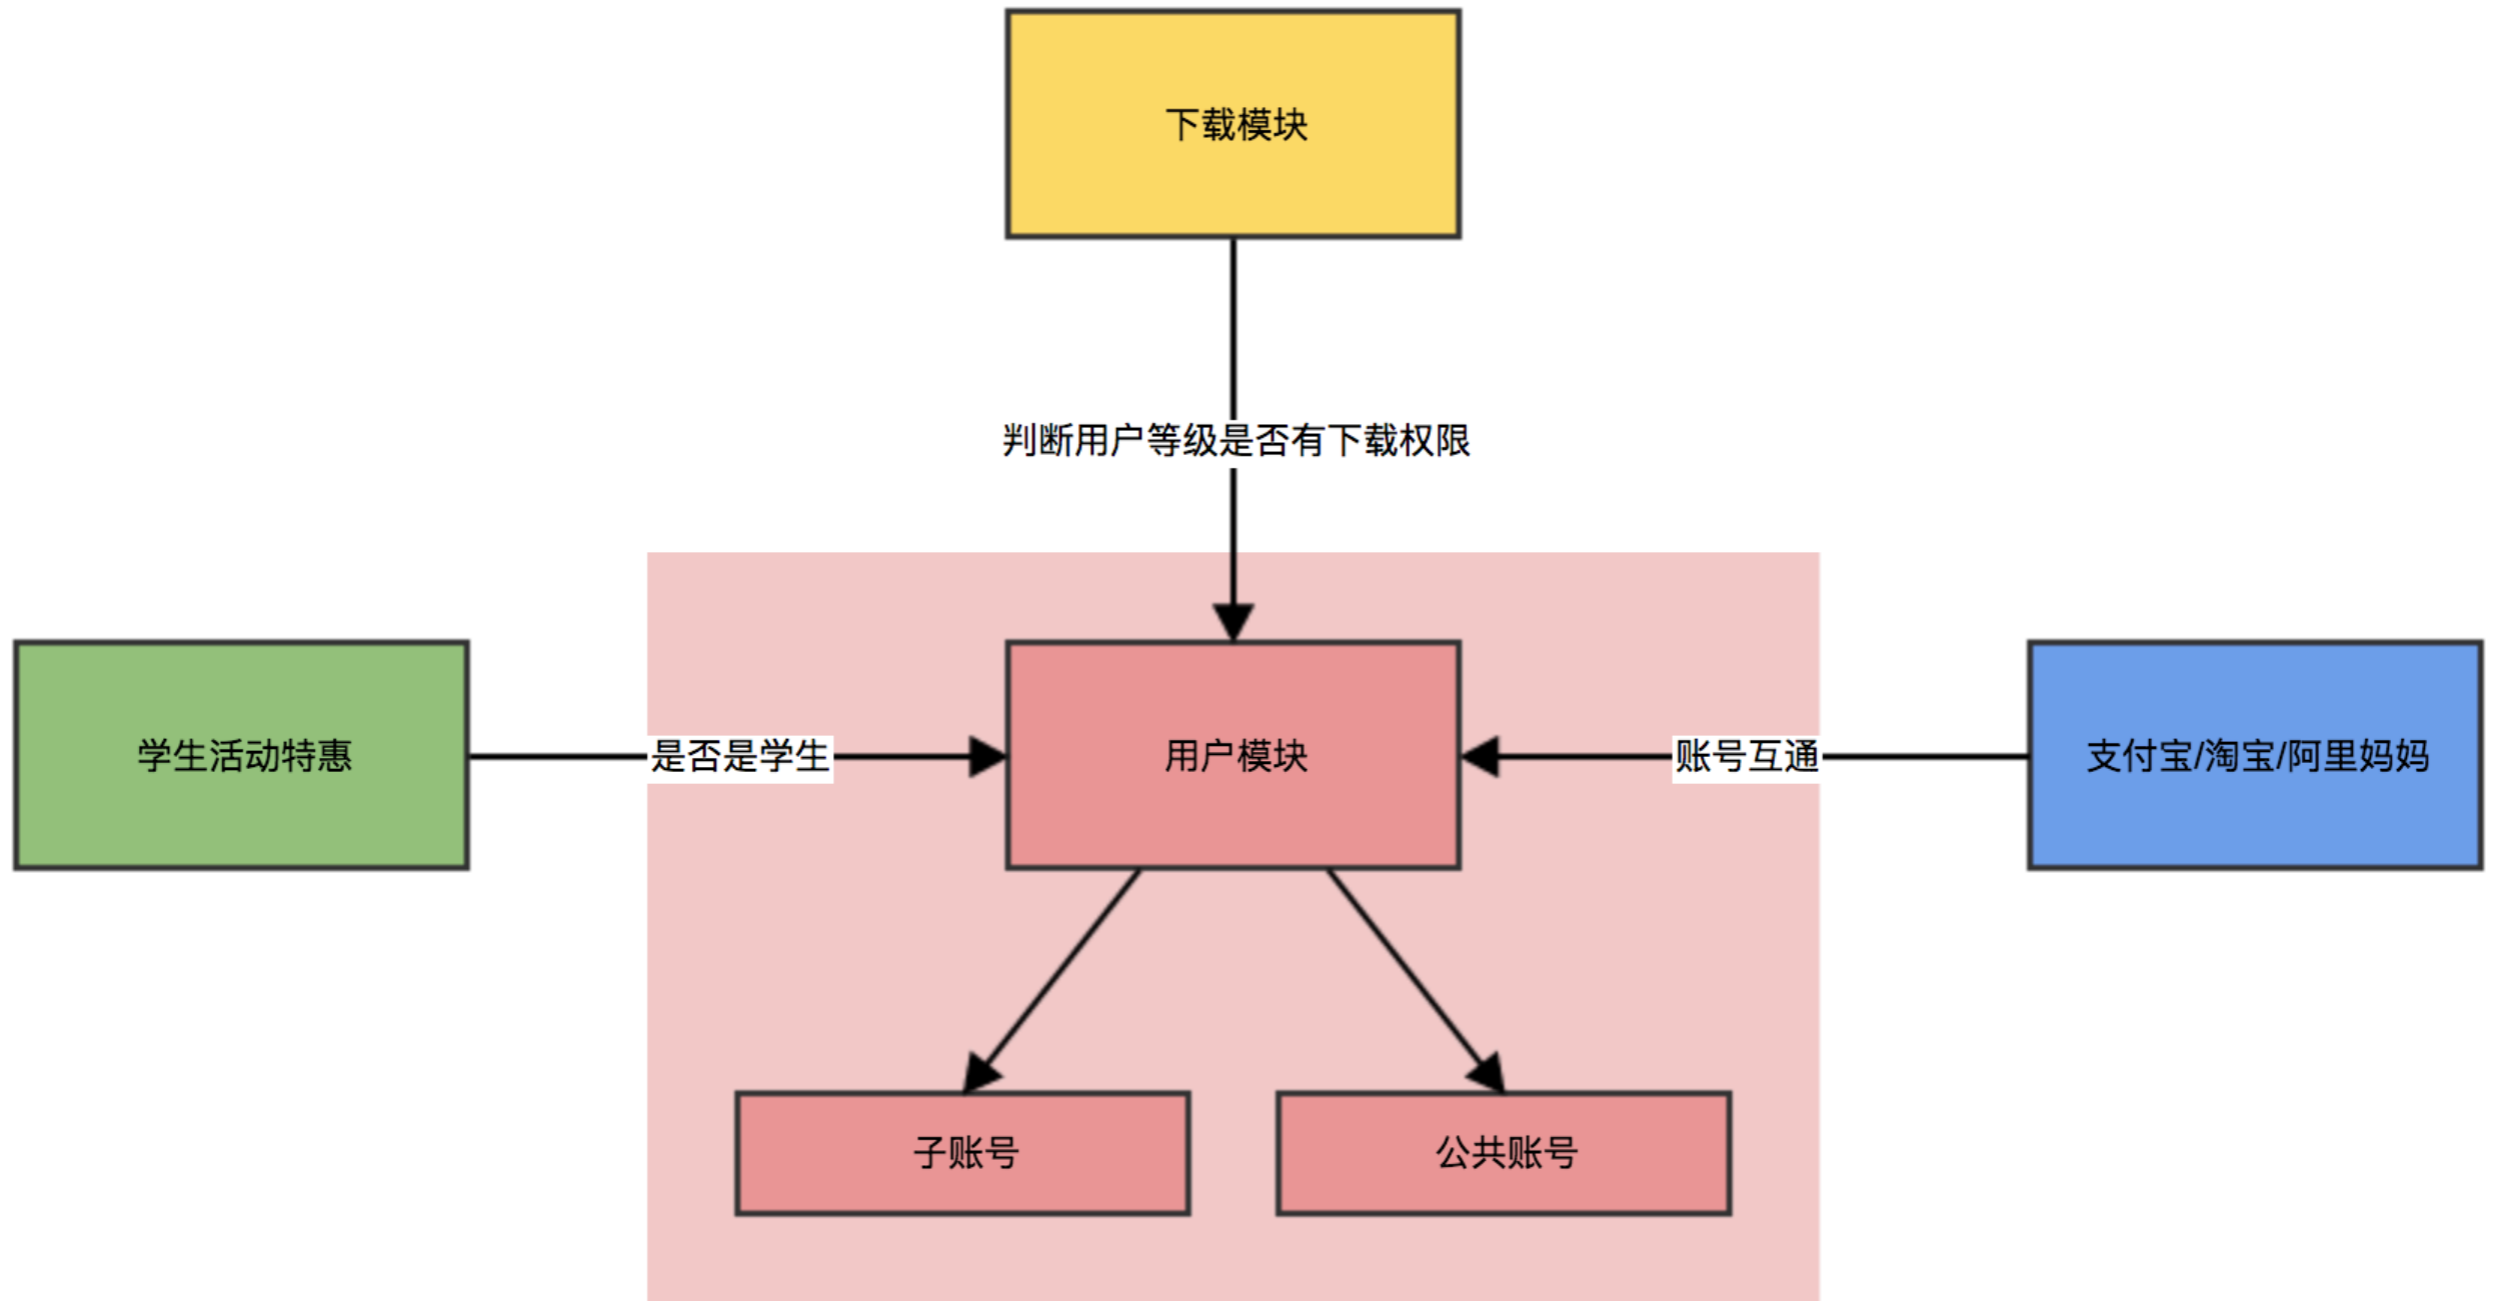 下载模块
判断用户等级是否有下载权限
学生活动特惠
是否是学生
用户模块
账号互通
支付宝/淘宝/阿里妈妈
子账号
公共账号